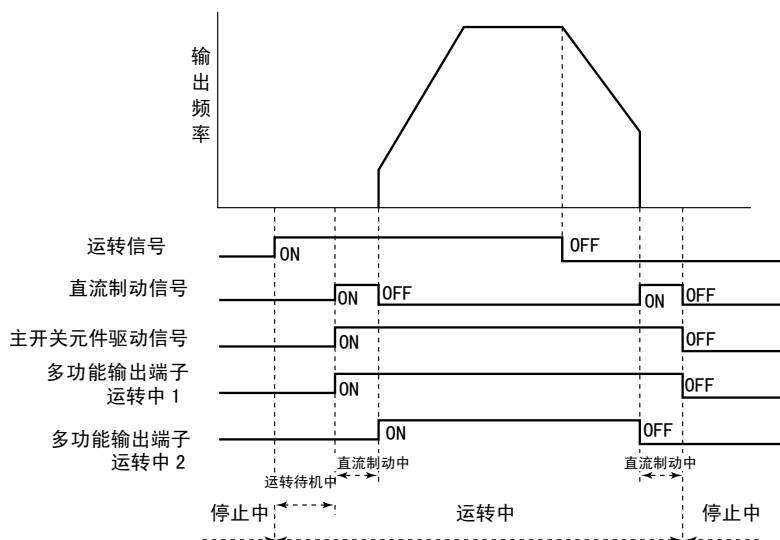 输出频率
运转信号
ON
OFF
直流制动信号
ON
OFF
ON
OFF
主开关元件驱动信号
ON
OFF
多功能输出端子
运转中 1
ON
OFF
多功能输出端子
运转中 2
ON
OFF
直流制动中
直流制动中
运转待机中
停止中
运转中
停止中